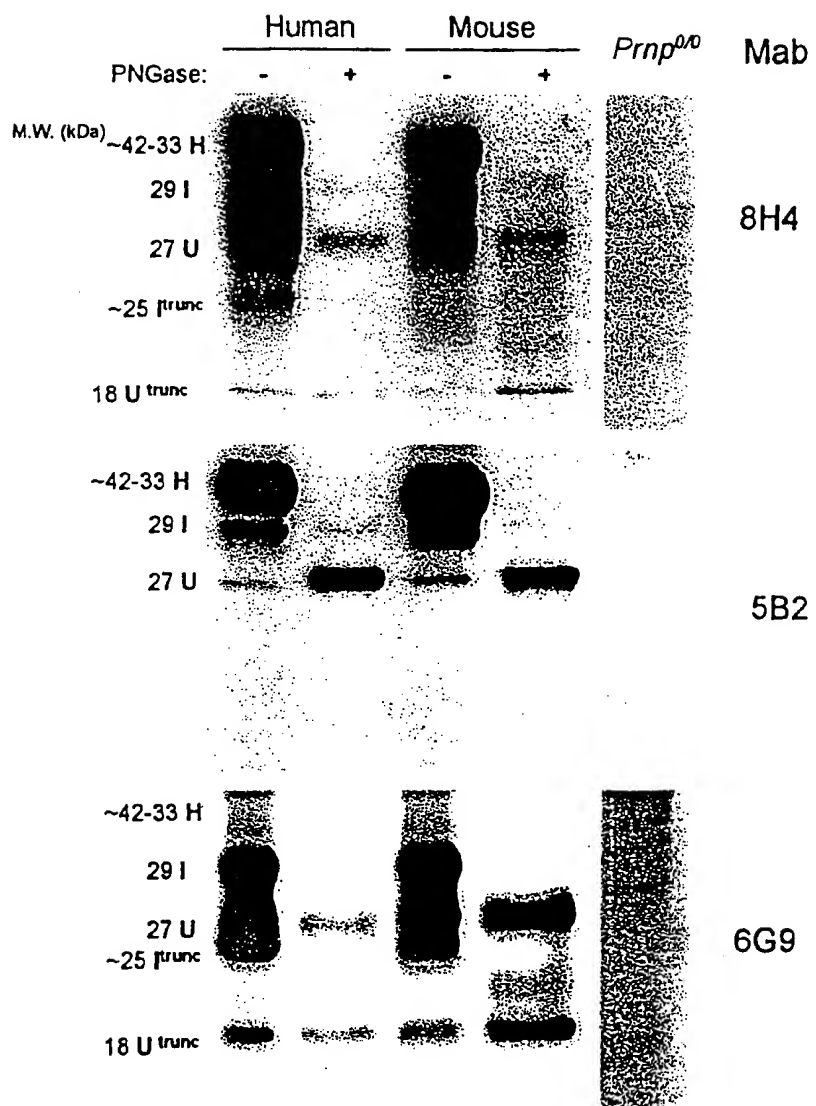 Human Mouse Prnp0/0 Mab
PNGase: - + - +
M.W. (kDa) ~42-33 H
29 I
8H4
27 U
~25 Itrunc
18 U trunc
~42-33 H
29 I
27 U
5B2
~42-33 H
29 I
27 U
6G9
~25 Itrunc
18 U trunc